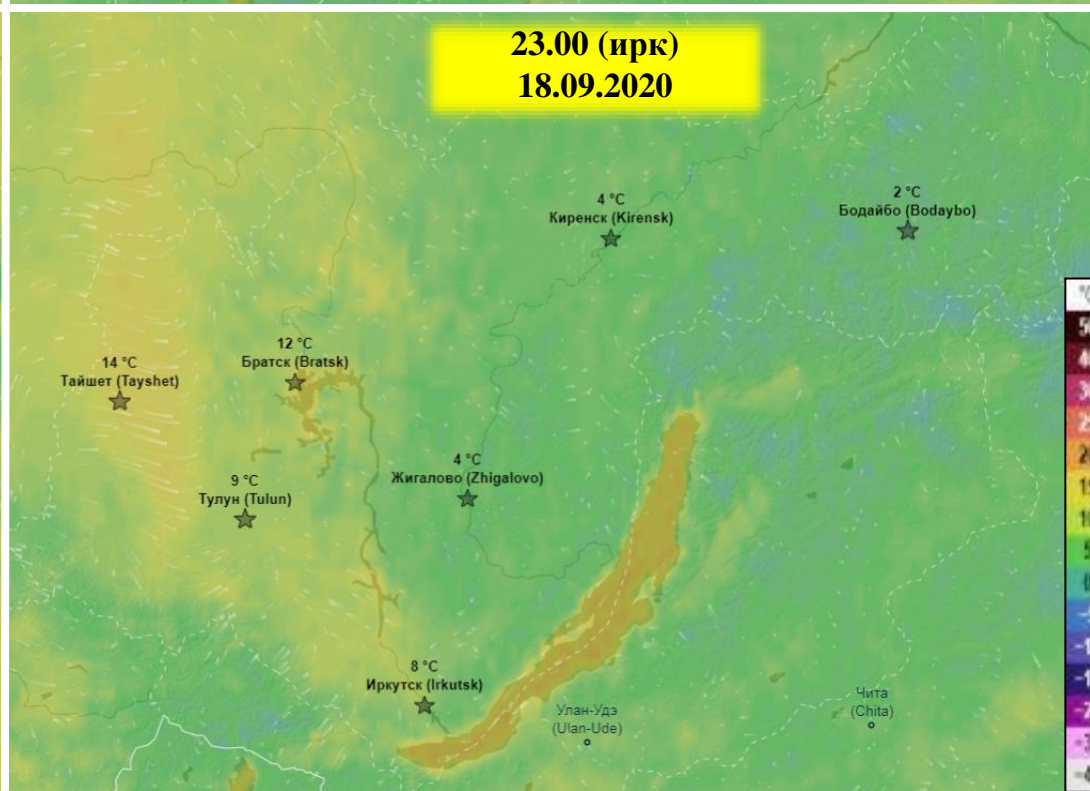 23.00 (ирк)
18.09.2020
4 °C
Киренск (Kirensk)
2 °C
Бодайбо (Bodaybo)
14 °C
Тайшет (Tayshet)
12 °C
Братск (Bratsk)
9 °C
Тулун (Tulun)
4 °C
Жигалово (Zhigalovo)
8 °C
Иркутск (Irkutsk)
Улан-Удэ
(Ulan-Ude)
Чита
(Chita)